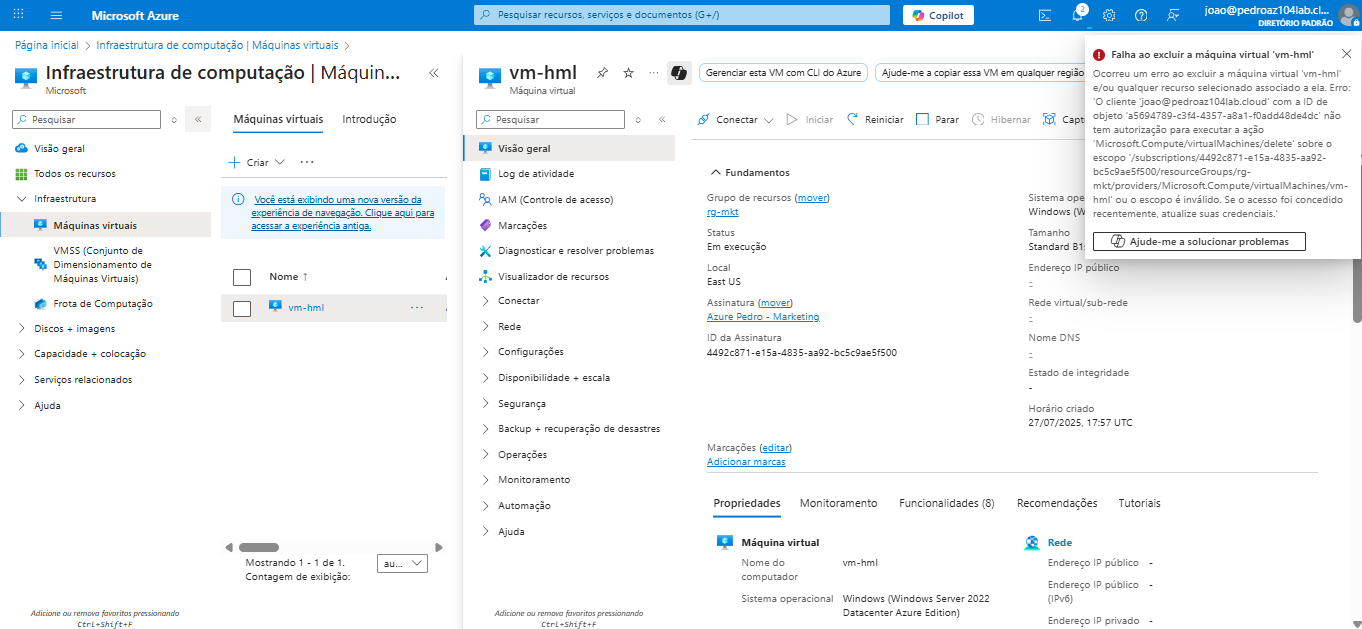 Microsoft Azure
Pesquisar recursos, serviços e documentos (G+/)
Copilot
2
joao@pedroaz104lab.cl...
DIRETÓRIO PADRÃO
Página inicial > Infraestrutura de computação | Máquinas virtuais >
Infraestrutura de computação | Máquin...
Microsoft
Pesquisar
Visão geral
Todos os recursos
Infraestrutura
Máquinas virtuais
VMSS (Conjunto de
Dimensionamento de
Máquinas Virtuais)
Frota de Computação
Discos + imagens
Capacidade + colocação
Serviços relacionados
Ajuda
Adicione ou remova favoritos pressionando
Ctrl+Shift+F
Máquinas virtuais
Introdução
Criar
Você está exibindo uma nova versão da
experiência de navegação. Clique aqui para
acessar a experiência antiga.
Nome ↑
vm-hml
Mostrando 1 - 1 de 1.
Contagem de exibição:
au...
vm-hml
Máquina virtual
Gerenciar esta VM com CLI do Azure
Ajude-me a copiar essa VM em qualquer região
Pesquisar
Visão geral
Log de atividade
IAM (Controle de acesso)
Marcações
Diagnosticar e resolver problemas
Visualizador de recursos
Conectar
Rede
Configurações
Disponibilidade + escala
Segurança
Backup + recuperação de desastres
Operações
Monitoramento
Automação
Ajuda
Adicione ou remova favoritos pressionando
Ctrl+Shift+F
Conectar
Iniciar
Reiniciar
Parar
Hibernar
Capt
Fundamentos
Grupo de recursos (mover)
rg-mkt
Status
Em execução
Local
East US
Assinatura (mover)
Azure Pedro - Marketing
ID da Assinatura
4492c871-e15a-4835-aa92-bc5c9ae5f500
Sistema ope
Windows (W
Tamanho
Standard B1
Endereço IP público
-
Rede virtual/sub-rede
-
Nome DNS
-
Estado de integridade
-
Horário criado
27/07/2025, 17:57 UTC
Marcações (editar)
Adicionar marcas
Propriedades
Monitoramento
Funcionalidades (8)
Recomendações
Tutoriais
Máquina virtual
Nome do
computador
vm-hml
Sistema operacional
Windows (Windows Server 2022
Datacenter Azure Edition)
Rede
Endereço IP público -
Endereço IP público -
(IPv6)
Endereço IP privado -
Falha ao excluir a máquina virtual 'vm-hml'
Ocorreu um erro ao excluir a máquina virtual 'vm-hml'
e/ou qualquer recurso selecionado associado a ela. Erro:
'O cliente 'joao@pedroaz104lab.cloud' com a ID de
objeto 'a5694789-c3f4-4357-a8a1-f0add48de4dc' não
tem autorização para executar a ação
'Microsoft.Compute/virtualMachines/delete' sobre o
escopo '/subscriptions/4492c871-e15a-4835-aa92-
bc5c9ae5f500/resourceGroups/rg-
mkt/providers/Microsoft.Compute/virtualMachines/vm-
hml' ou o escopo é inválido. Se o acesso foi concedido
recentemente, atualize suas credenciais.'
Ajude-me a solucionar problemas